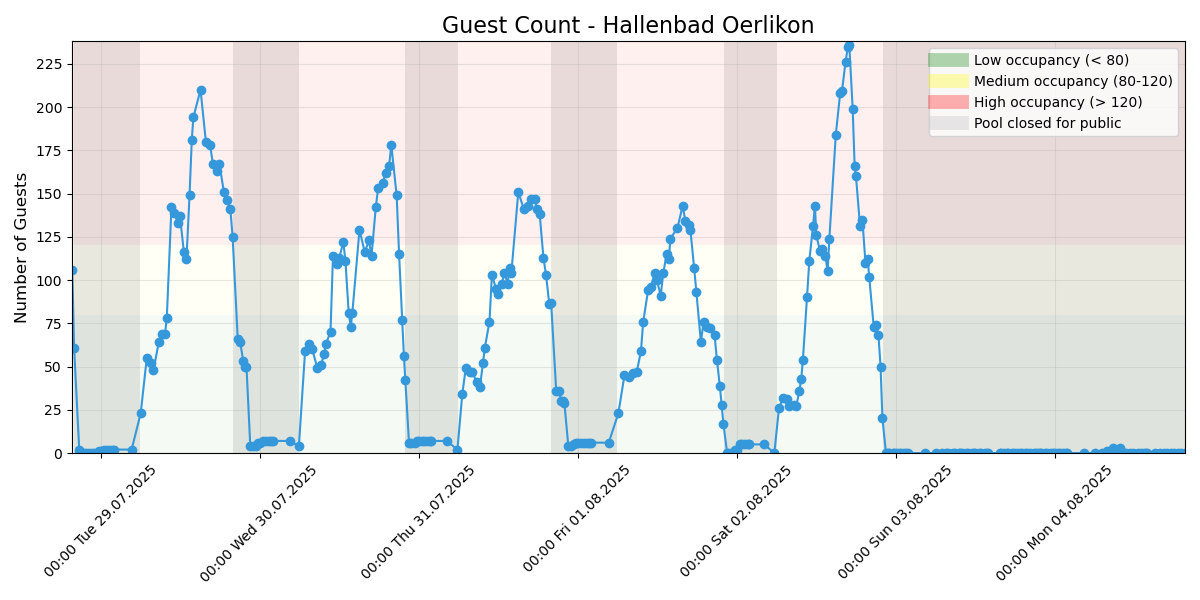 Guest Count - Hallenbad Oerlikon
Number of Guests
225
200
175
150
125
100
75
50
25
0
Low occupancy (< 80)
Medium occupancy (80-120)
High occupancy (> 120)
Pool closed for public
00:00 Tue 29.07.2025
00:00 Wed 30.07.2025
00:00 Thu 31.07.2025
00:00 Fri 01.08.2025
00:00 Sat 02.08.2025
00:00 Sun 03.08.2025
00:00 Mon 04.08.2025